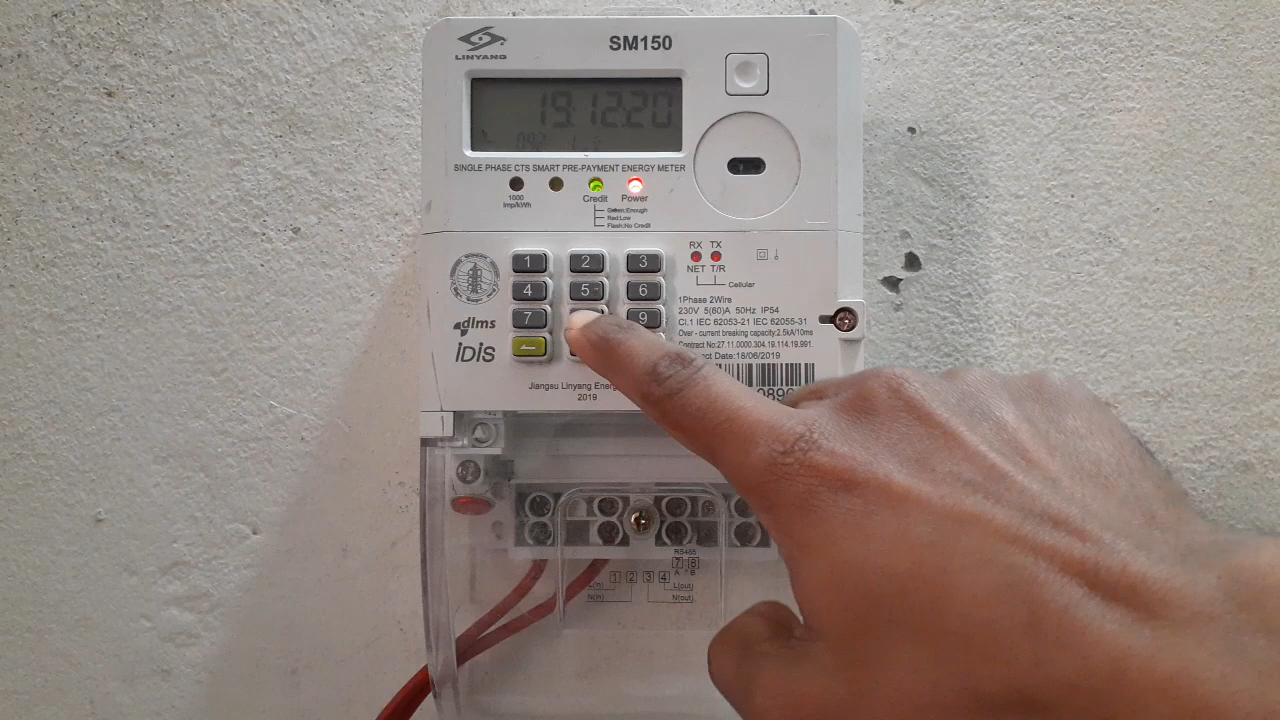 LINYANG
SM150
19.12.20
SINGLE PHASE CTS SMART PRE-PAYMENT ENERGY METER
1000
Imp/kWh
Credit
Power
Green:Enough
Red:Low
Flash:No Credit
1 2 3
4 5 6
7 9
RX TX
NET T/R
Cellular
dlms
iDiS
1Phase 2Wire
230V 5(60)A 50Hz IP54
Cl.1 IEC 62053-21 IEC 62055-31
Over - current breaking capacity:2.5kA/10ms
Contract No:27.11.0000.304.19.114.19.991.
Date:18/06/2019
Jiangsu Linyang
2019
RS485
7 8
A B
1 2 3 4
L(out)
N(in)
N(out)